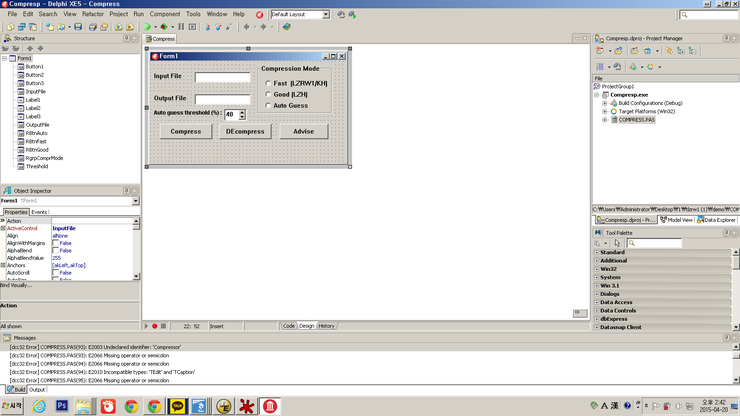 Compresp - Delphi XE5 - Compress
File Edit Search View Refactor Project Run Component Tools Window Help
Default Layout
Structure
Form1
Button1
Button2
Button3
InputFile
Label1
Label2
Label3
OutputFile
RBtnAuto
RBtnFast
RBtnGood
RgrpComprMode
Threshold
Object Inspector
Form1 TForm1
Properties Events
Action
ActiveControl InputFile
Align alNone
AlignWithMargins False
AlphaBlend False
AlphaBlendValue 255
Anchors [akLeft,akTop]
AutoScroll False
Bind Visually...
Action
All shown
Compress
Form1
Input File
Output File
Auto guess threshold (%) : 40
Compression Mode
Fast (LZRW1/KH)
Good (LZH)
Auto Guess
Compress DEcompress Advise
22: 52 Insert
Code Design History
Compresp.dproj - Project Manager
File
ProjectGroup1
Compresp.exe
Build Configurations (Debug)
Target Platforms (Win32)
COMPRESS.PAS
Compresp.dproj - Pr... Model View Data Explorer
Tool Palette
Standard
Additional
Win32
System
Win 3.1
Dialogs
Data Access
Data Controls
dbExpress
Datasnap Client
Messages
[dcc32 Error] COMPRESS.PAS(93): E2003 Undeclared identifier: 'Compressor'
[dcc32 Error] COMPRESS.PAS(93): E2066 Missing operator or semicolon
[dcc32 Error] COMPRESS.PAS(94): E2066 Missing operator or semicolon
[dcc32 Error] COMPRESS.PAS(94): E2010 Incompatible types: 'TEdit' and 'TCaption'
[dcc32 Error] COMPRESS.PAS(95): E2066 Missing operator or semicolon
Build Output
시작
A 漢
오후 2:42
2015-04-20